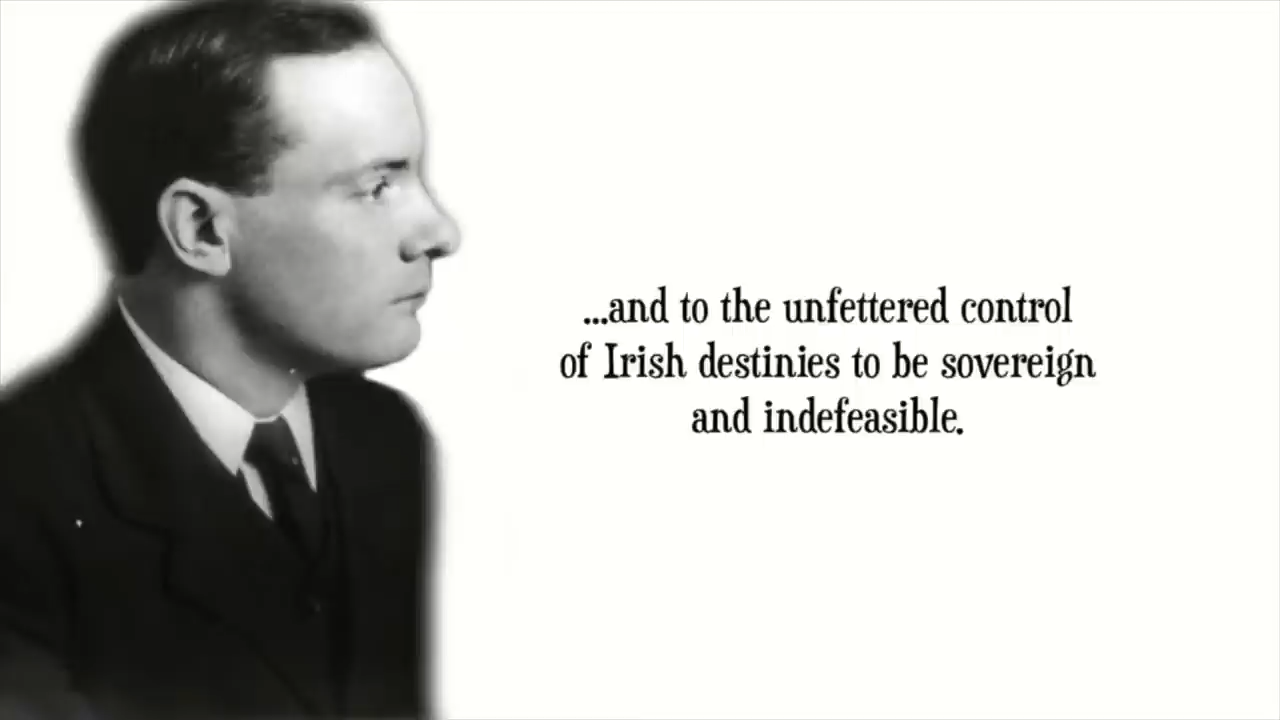 ...and to the unfettered control
of Irish destinies to be sovereign
and indefeasible.